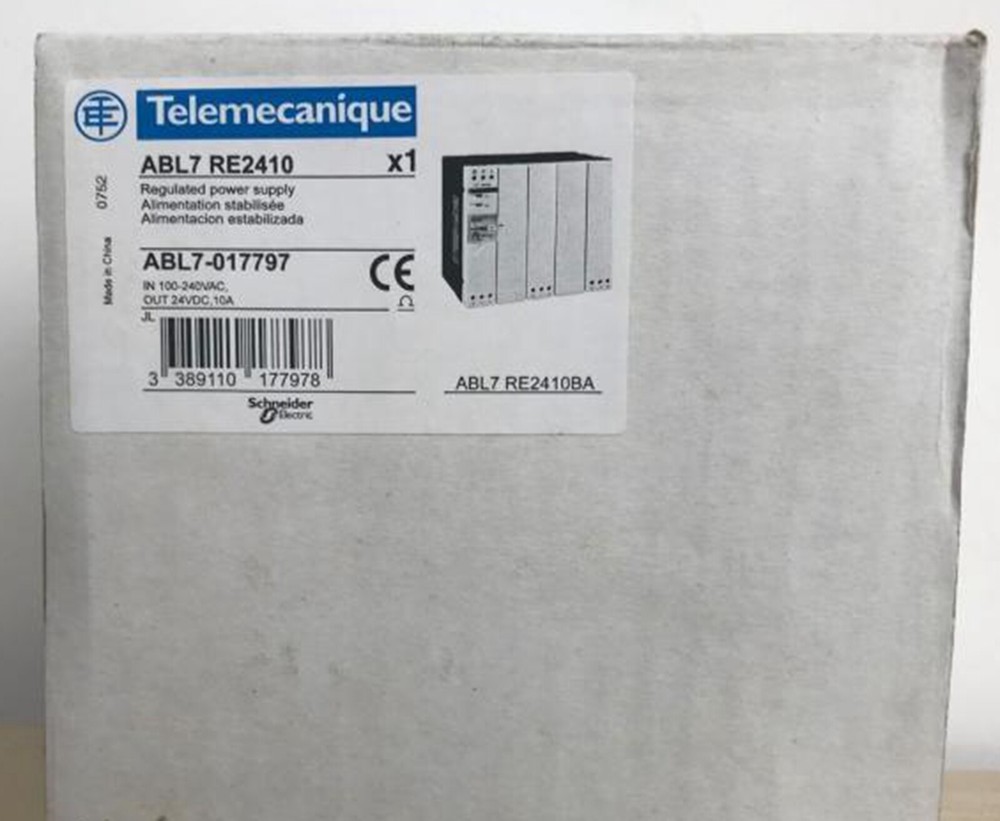 Telemecanique
ABL7 RE2410 x1
Regulated power supply
Alimentation stabilisée
Alimentacion estabilizada
0752
Made in China
ABL7-017797
CE
IN 100-240VAC,
OUT 24VDC,10A
JL
3 389110 177978
ABL7 RE2410BA
Schneider
Electric